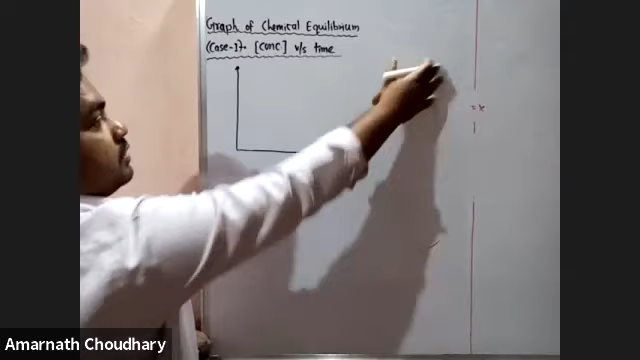 Graph of Chemical Equilibrium
(Case-I)- [conc.] v/s time
= x
Amarnath Choudhary